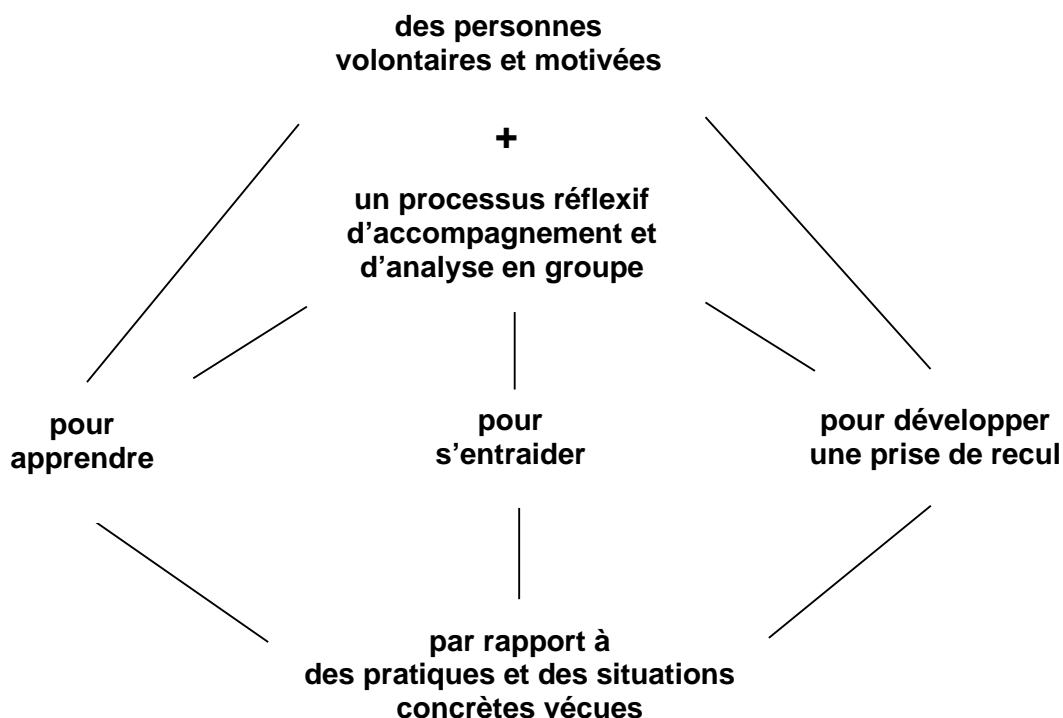 des personnes
volontaires et motivées
+
un processus réflexif
d’accompagnement et
d’analyse en groupe
pour
apprendre
pour
s’entraider
pour développer
une prise de recul
par rapport à
des pratiques et des situations
concrètes vécues